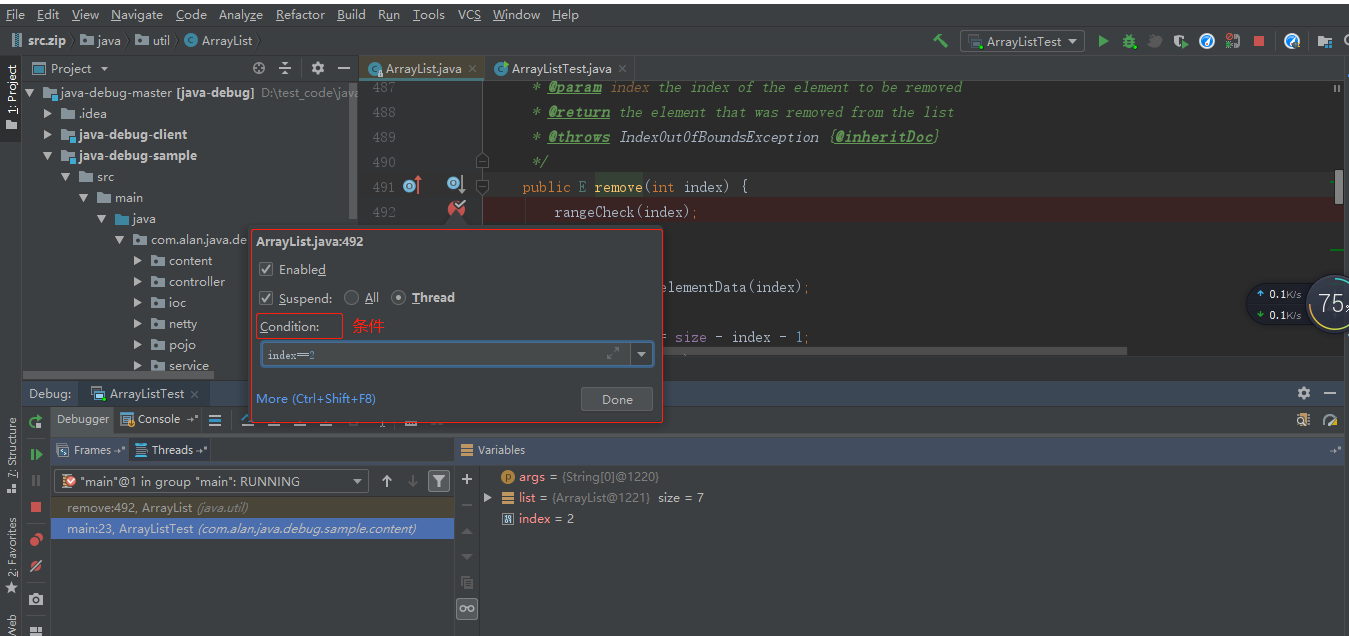 File Edit View Navigate Code Analyze Refactor Build Run Tools VCS Window Help
src.zip java util ArrayList
ArrayListTest
1: Project
Project
ArrayList.java ArrayListTest.java
java-debug-master [java-debug] D:\test_code\java
.idea
java-debug-client
java-debug-sample
src
main
java
com.alan.java.de
content
controller
ioc
netty
pojo
service
487 * @param index the index of the element to be removed
488 * @return the element that was removed from the list
489 * @throws IndexOutOfBoundsException {@inheritDoc}
490 */
491 public E remove(int index) {
492 rangeCheck(index);
elementData(index);
size - index - 1;
ArrayList.java:492
Enabled
Suspend: All Thread
Condition: 条件
index==2
More (Ctrl+Shift+F8) Done
0.1K/s
0.1K/s
75%
Debug: ArrayListTest
Debugger Console
Frames Threads Variables
"main"@1 in group "main": RUNNING
remove:492, ArrayList (java.util)
main:23, ArrayListTest (com.alan.java.debug.sample.content)
args = {String[0]@1220}
list = {ArrayList@1221} size = 7
index = 2
7: Structure
2: Favorites
Web